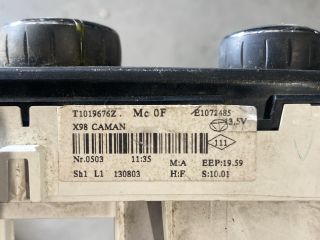 T1019676Z. Mc 0F E1072485
X98 CAMAN 13,5V
111
Nr.0503 11:35 M:A EEP:19.59
Sh1 L1 130803 H:F S:10.01